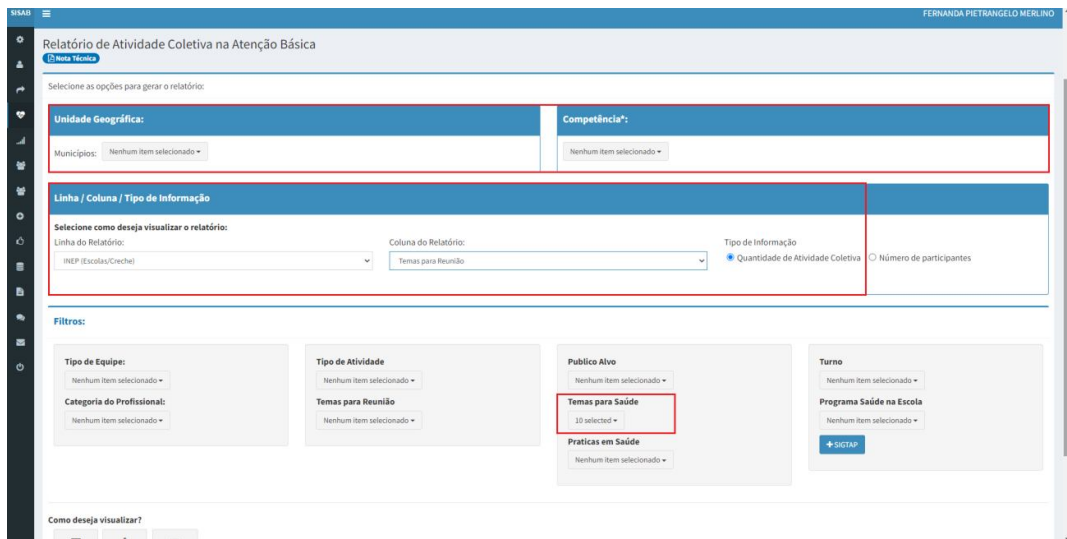 SISAB
FERNANDA PIETRANGELO MERLINO
Relatório de Atividade Coletiva na Atenção Básica
Nota Técnica
Selecione as opções para gerar o relatório:
Unidade Geográfica:
Competência*:
Municípios: Nenhum item selecionado
Nenhum item selecionado
Linha / Coluna / Tipo de Informação
Selecione como deseja visualizar o relatório:
Linha do Relatório:
Coluna do Relatório:
Tipo de Informação
INEP (Escolas/Creche)
Temas para Reunião
Quantidade de Atividade Coletiva
Número de participantes
Filtros:
Tipo de Equipe:
Nenhum item selecionado
Categoria do Profissional:
Nenhum item selecionado
Tipo de Atividade
Nenhum item selecionado
Temas para Reunião
Nenhum item selecionado
Publico Alvo
Nenhum item selecionado
Temas para Saúde
10 selected
Praticas em Saúde
Nenhum item selecionado
Turno
Nenhum item selecionado
Programa Saúde na Escola
Nenhum item selecionado
+SIGTAP
Como deseja visualizar?